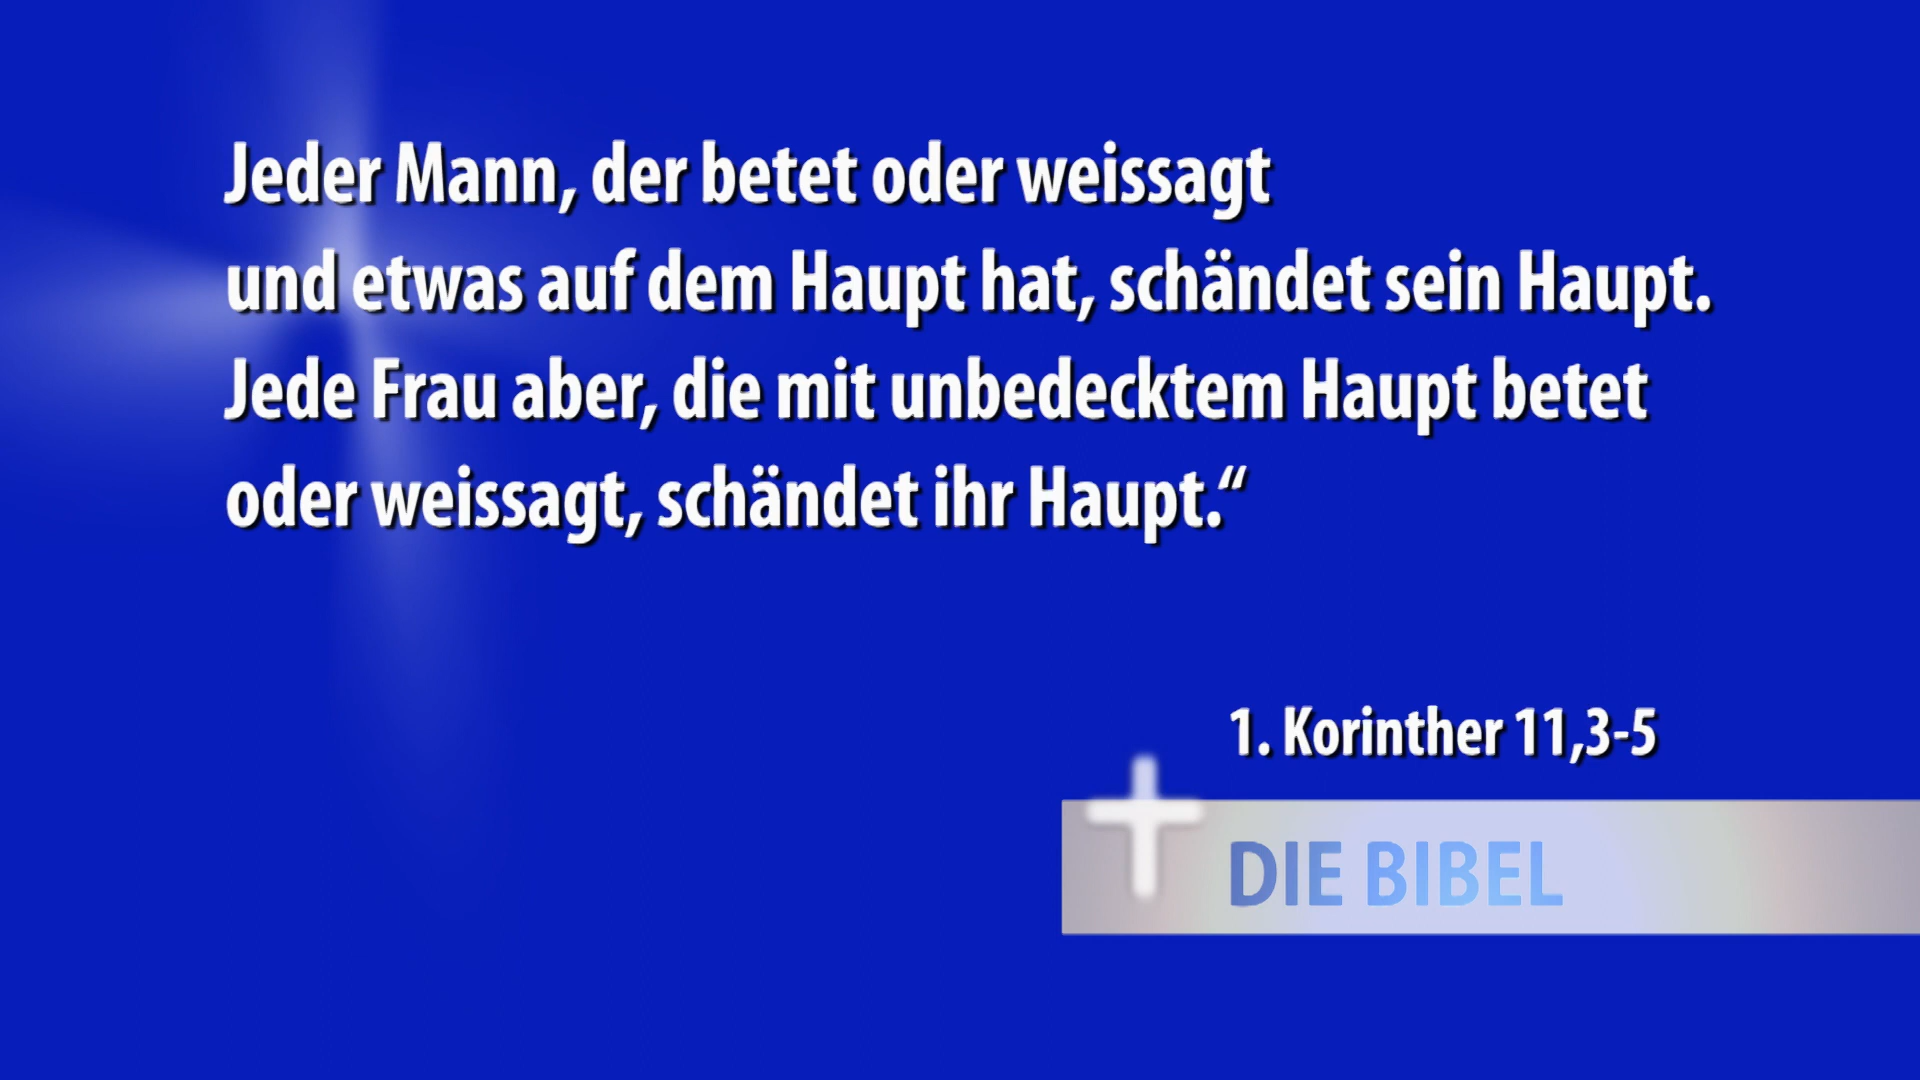 Jeder Mann, der betet oder weissagt
und etwas auf dem Haupt hat, schändet sein Haupt.
Jede Frau aber, die mit unbedecktem Haupt betet
oder weissagt, schändet ihr Haupt.“
1. Korinther 11,3-5
DIE BIBEL